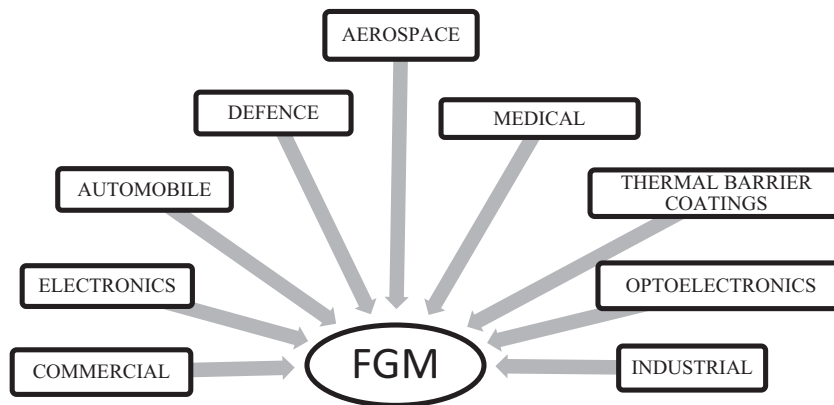 AEROSPACE
DEFENCE
MEDICAL
AUTOMOBILE
THERMAL BARRIER
COATINGS
ELECTRONICS
OPTOELECTRONICS
COMMERCIAL
FGM
INDUSTRIAL